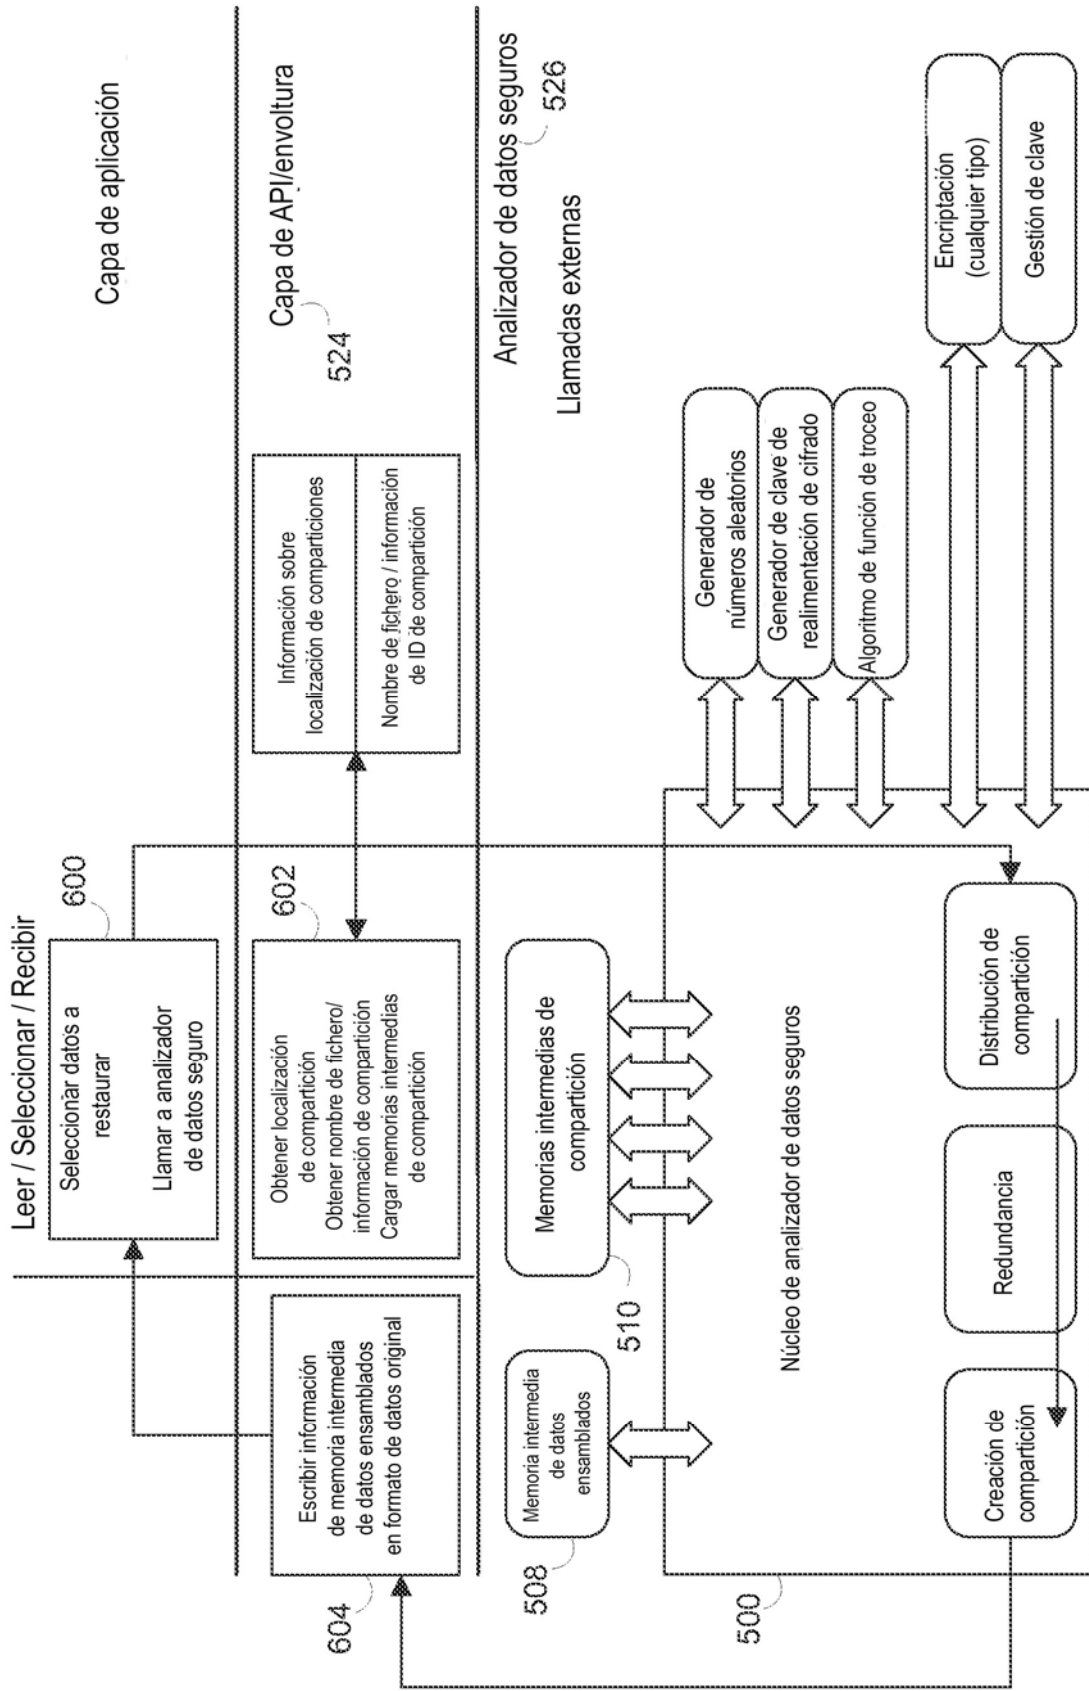 Leer / Seleccionar / Recibir
Capa de aplicación
600
Seleccionar datos a
restaurar
Llamar a analizador
de datos seguro
Capa de API/envoltura
524
604
Escribir información
de memoria intermedia
de datos ensamblados
en formato de datos original
602
Obtener localización
de compartición
Obtener nombre de fichero/
información de compartición
Cargar memorias intermedias
de compartición
Información sobre
localización de comparticiones
Nombre de fichero / información
de ID de compartición
Analizador de datos seguros
526
Llamadas externas
508
Memoria intermedia
de datos
ensamblados
510
Memorias intermedias de
compartición
Generador de
números aleatorios
Generador de clave de
realimentación de cifrado
Algoritmo de función de troceo
500
Núcleo de analizador de datos seguros
Creación de
compartición
Redundancia
Distribución de
compartición
Encriptación
(cualquier tipo)
Gestión de clave